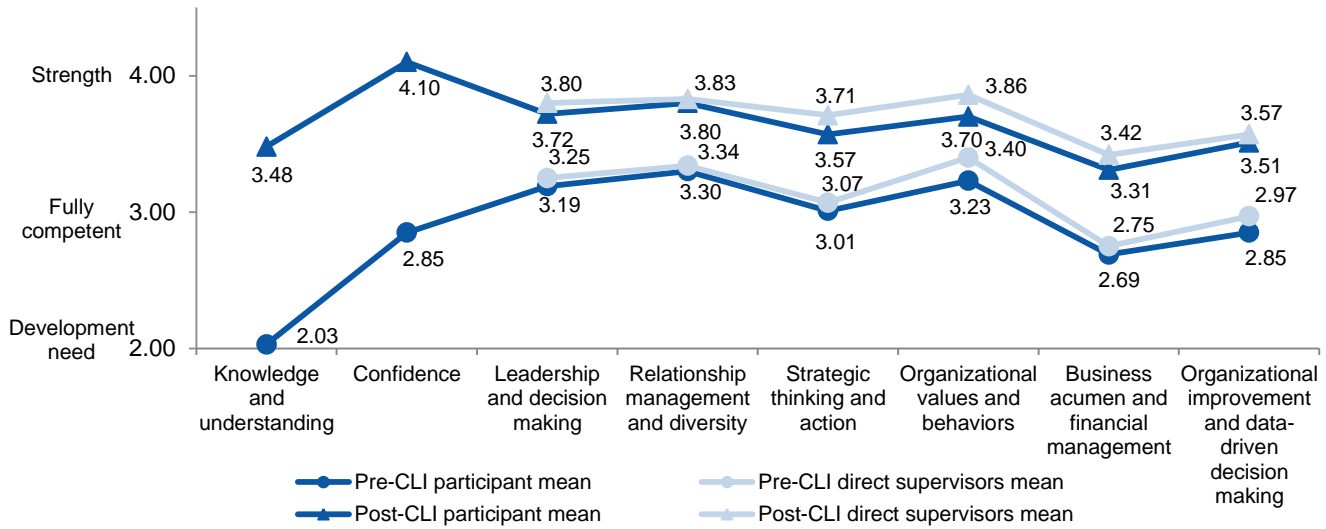 Strength 4.00
Fully
competent 3.00
Development
need 2.00
3.48
4.10
3.80
3.72
3.83
3.80
3.71
3.57
3.86
3.70
3.42
3.31
3.57
3.51
2.03
2.85
3.25
3.19
3.34
3.30
3.07
3.01
3.40
3.23
2.75
2.69
2.97
2.85
Knowledge
and
understanding
Confidence
Leadership
and decision
making
Relationship
management
and diversity
Strategic
thinking and
action
Organizational
values and
behaviors
Business
acumen and
financial
management
Organizational
improvement
and data-
driven
decision
making
Pre-CLI participant mean
Pre-CLI direct supervisors mean
Post-CLI participant mean
Post-CLI direct supervisors mean